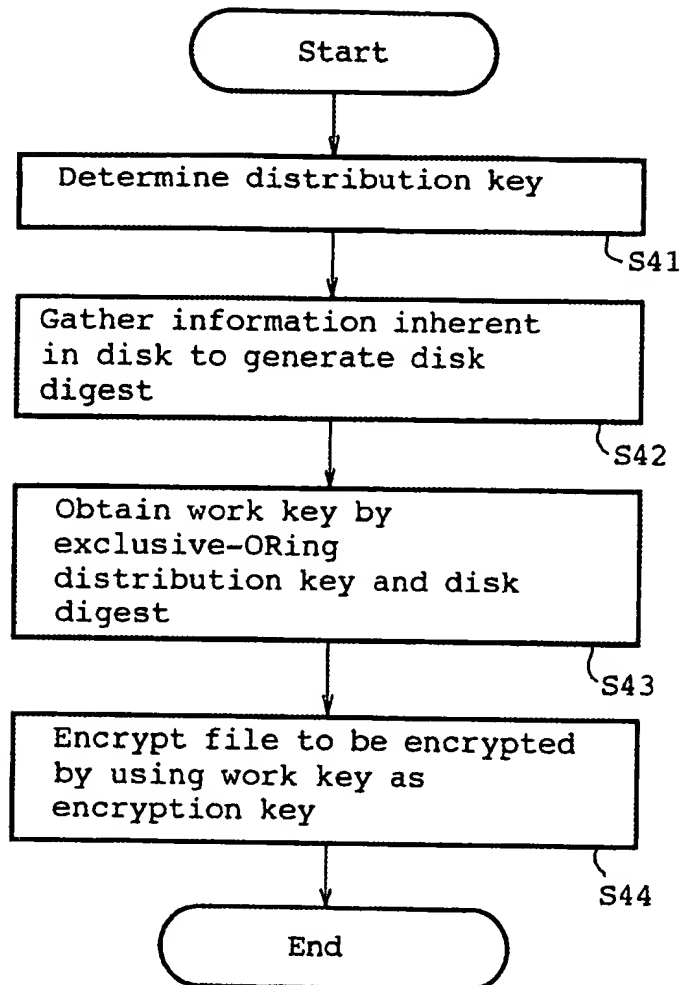 Start
Determine distribution key
S41
Gather information inherent
in disk to generate disk
digest
S42
Obtain work key by
exclusive-ORing
distribution key and disk
digest
S43
Encrypt file to be encrypted
by using work key as
encryption key
S44
End